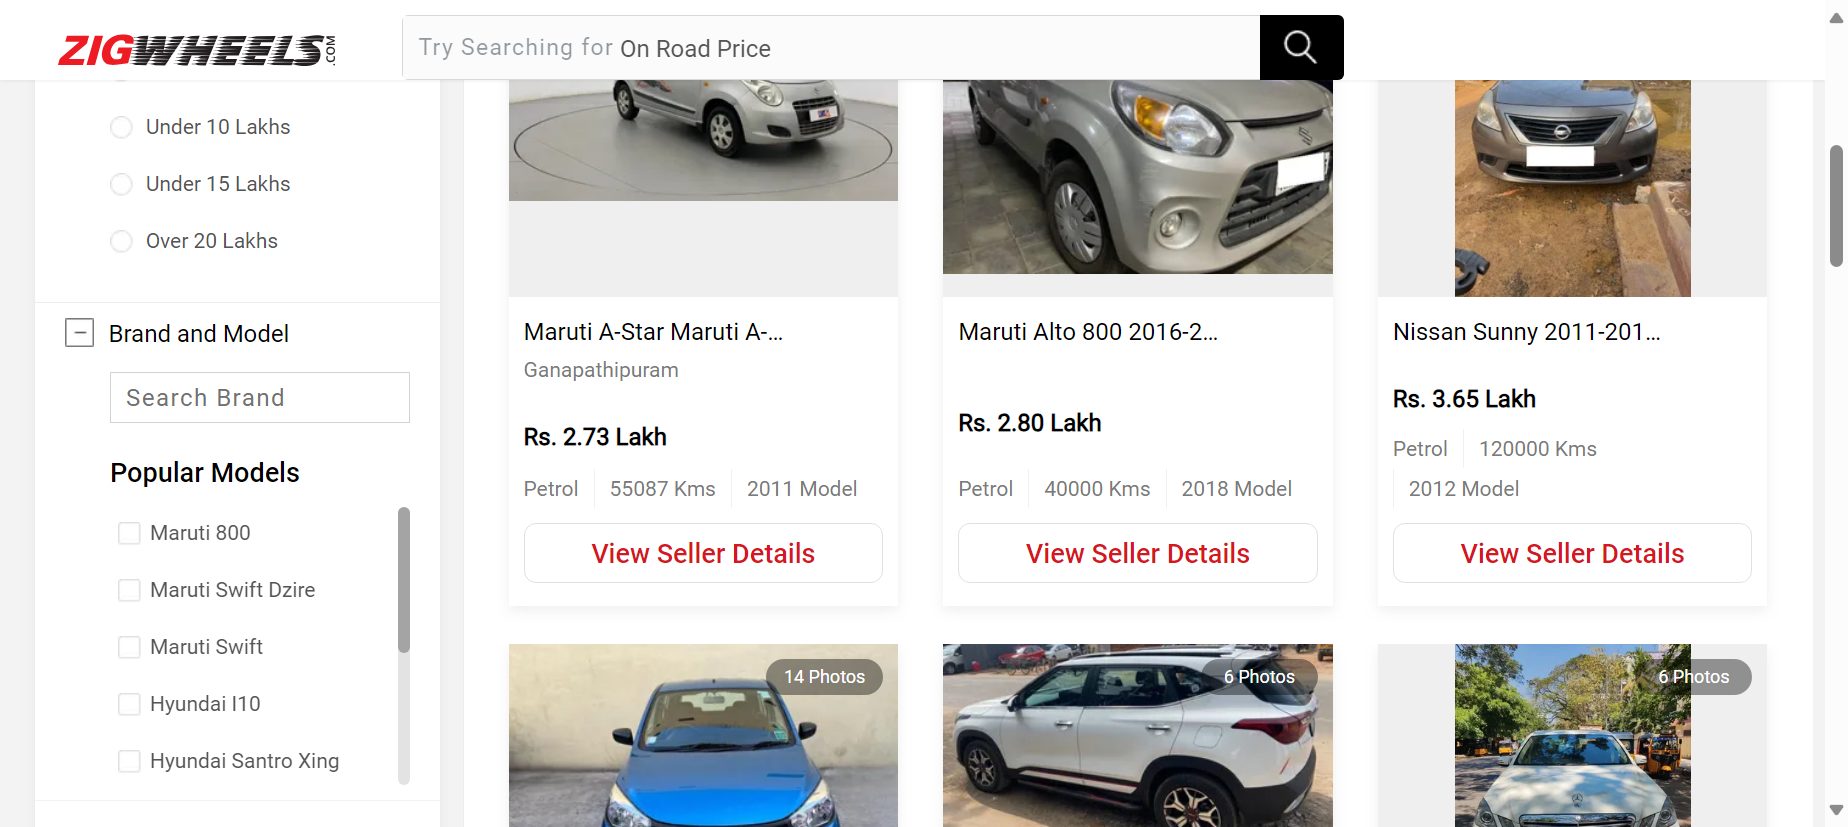 ZIGWHEELS.COM
Try Searching for On Road Price
Under 10 Lakhs
Under 15 Lakhs
Over 20 Lakhs
Brand and Model
Search Brand
Popular Models
Maruti 800
Maruti Swift Dzire
Maruti Swift
Hyundai I10
Hyundai Santro Xing
Maruti A-Star Maruti A-...
Ganapathipuram
Rs. 2.73 Lakh
Petrol 55087 Kms 2011 Model
View Seller Details
Maruti Alto 800 2016-2...
Rs. 2.80 Lakh
Petrol 40000 Kms 2018 Model
View Seller Details
Nissan Sunny 2011-201...
Rs. 3.65 Lakh
Petrol 120000 Kms
2012 Model
View Seller Details
14 Photos
6 Photos
6 Photos